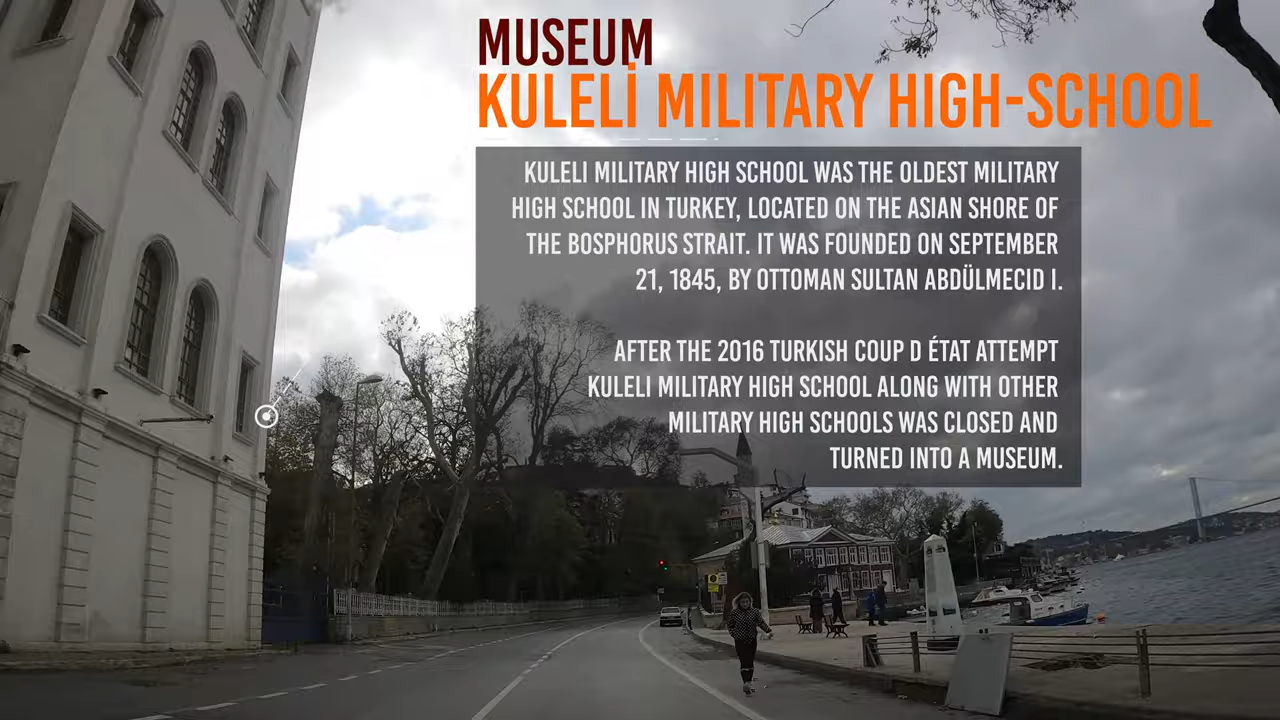 MUSEUM
KULELİ MILITARY HIGH-SCHOOL
KULELI MILITARY HIGH SCHOOL WAS THE OLDEST MILITARY
HIGH SCHOOL IN TURKEY, LOCATED ON THE ASIAN SHORE OF
THE BOSPHORUS STRAIT. IT WAS FOUNDED ON SEPTEMBER
21, 1845, BY OTTOMAN SULTAN ABDÜLMECID I.
AFTER THE 2016 TURKISH COUP D ÉTAT ATTEMPT
KULELI MILITARY HIGH SCHOOL ALONG WITH OTHER
MILITARY HIGH SCHOOLS WAS CLOSED AND
TURNED INTO A MUSEUM.